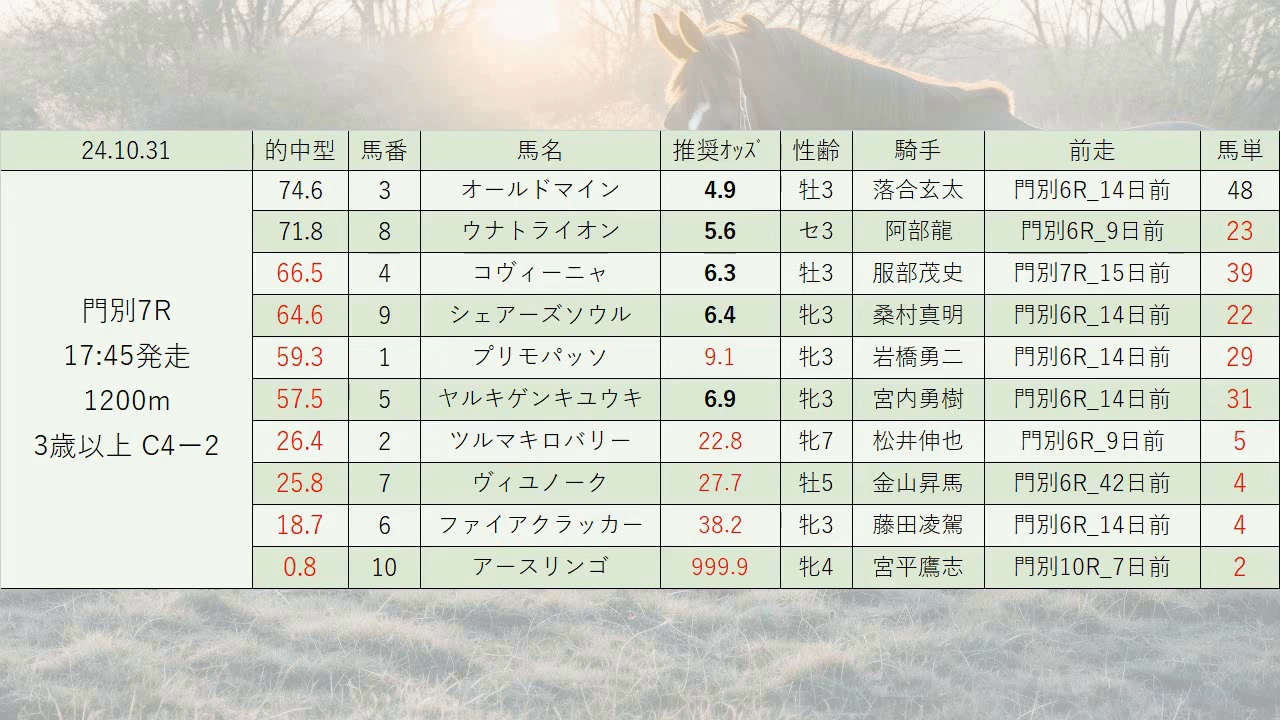 24.10.31 的中型 馬番 馬名 推奨ｵｯｽﾞ 性齢 騎手 前走 馬単
門別7R
17:45発走
1200m
3歳以上 C4ー2
74.6 3 オールドマイン 4.9 牡3 落合玄太 門別6R_14日前 48
71.8 8 ウナトライオン 5.6 セ3 阿部龍 門別6R_9日前 23
66.5 4 コヴィーニャ 6.3 牡3 服部茂史 門別7R_15日前 39
64.6 9 シェアーズソウル 6.4 牝3 桑村真明 門別6R_14日前 22
59.3 1 プリモパッソ 9.1 牝3 岩橋勇二 門別6R_14日前 29
57.5 5 ヤルキゲンキユウキ 6.9 牝3 宮内勇樹 門別6R_14日前 31
26.4 2 ツルマキロバリー 22.8 牝7 松井伸也 門別6R_9日前 5
25.8 7 ヴィユノーク 27.7 牡5 金山昇馬 門別6R_42日前 4
18.7 6 ファイアクラッカー 38.2 牝3 藤田凌駕 門別6R_14日前 4
0.8 10 アースリンゴ 999.9 牝4 宮平鷹志 門別10R_7日前 2